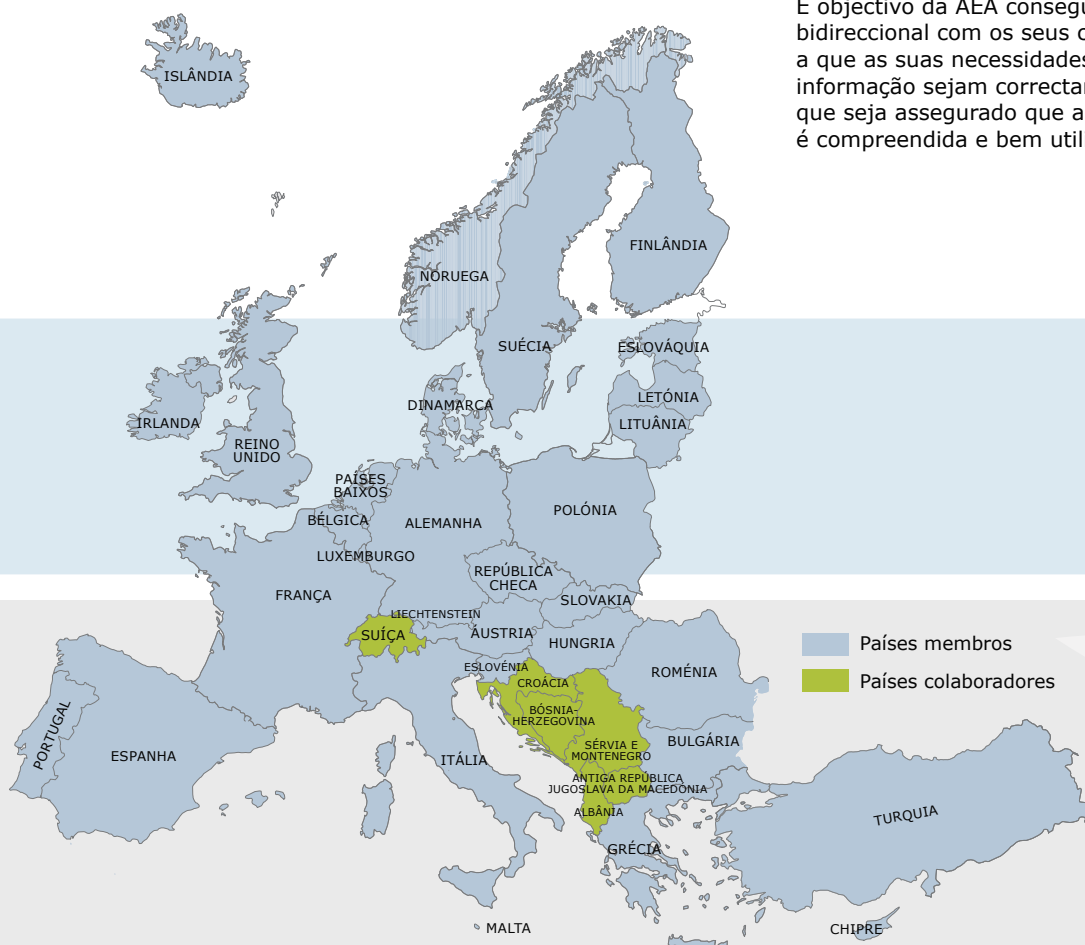 É objectivo da AEA consegu
bidireccional com os seus c
a que as suas necessidades
informação sejam correctar
que seja assegurado que a
é compreendida e bem util
ISLÂNDIA
FINLÂNDIA
NORUEGA
SUÉCIA
ESLOVÁQUIA
LETÓNIA
LITUÂNIA
DINAMARCA
IRLANDA
REINO
UNIDO
PAÍSES
BAIXOS
BÉLGICA
ALEMANHA
POLÓNIA
LUXEMBURGO
REPÚBLICA
CHECA
FRANÇA
SLOVAKIA
LIECHTENSTEIN
SUÍÇA
ÁUSTRIA
HUNGRIA
Países membros
Países colaboradores
ESLOVÉNIA
CROÁCIA
ROMÉNIA
BÓSNIA-
HERZEGOVINA
PORTUGAL
ESPANHA
ITÁLIA
SÉRVIA E
MONTENEGRO
BULGÁRIA
ANTIGA REPÚBLICA
JUGOSLAVA DA MACEDÓNIA
ALBÂNIA
TURQUIA
GRÉCIA
MALTA
CHIPRE